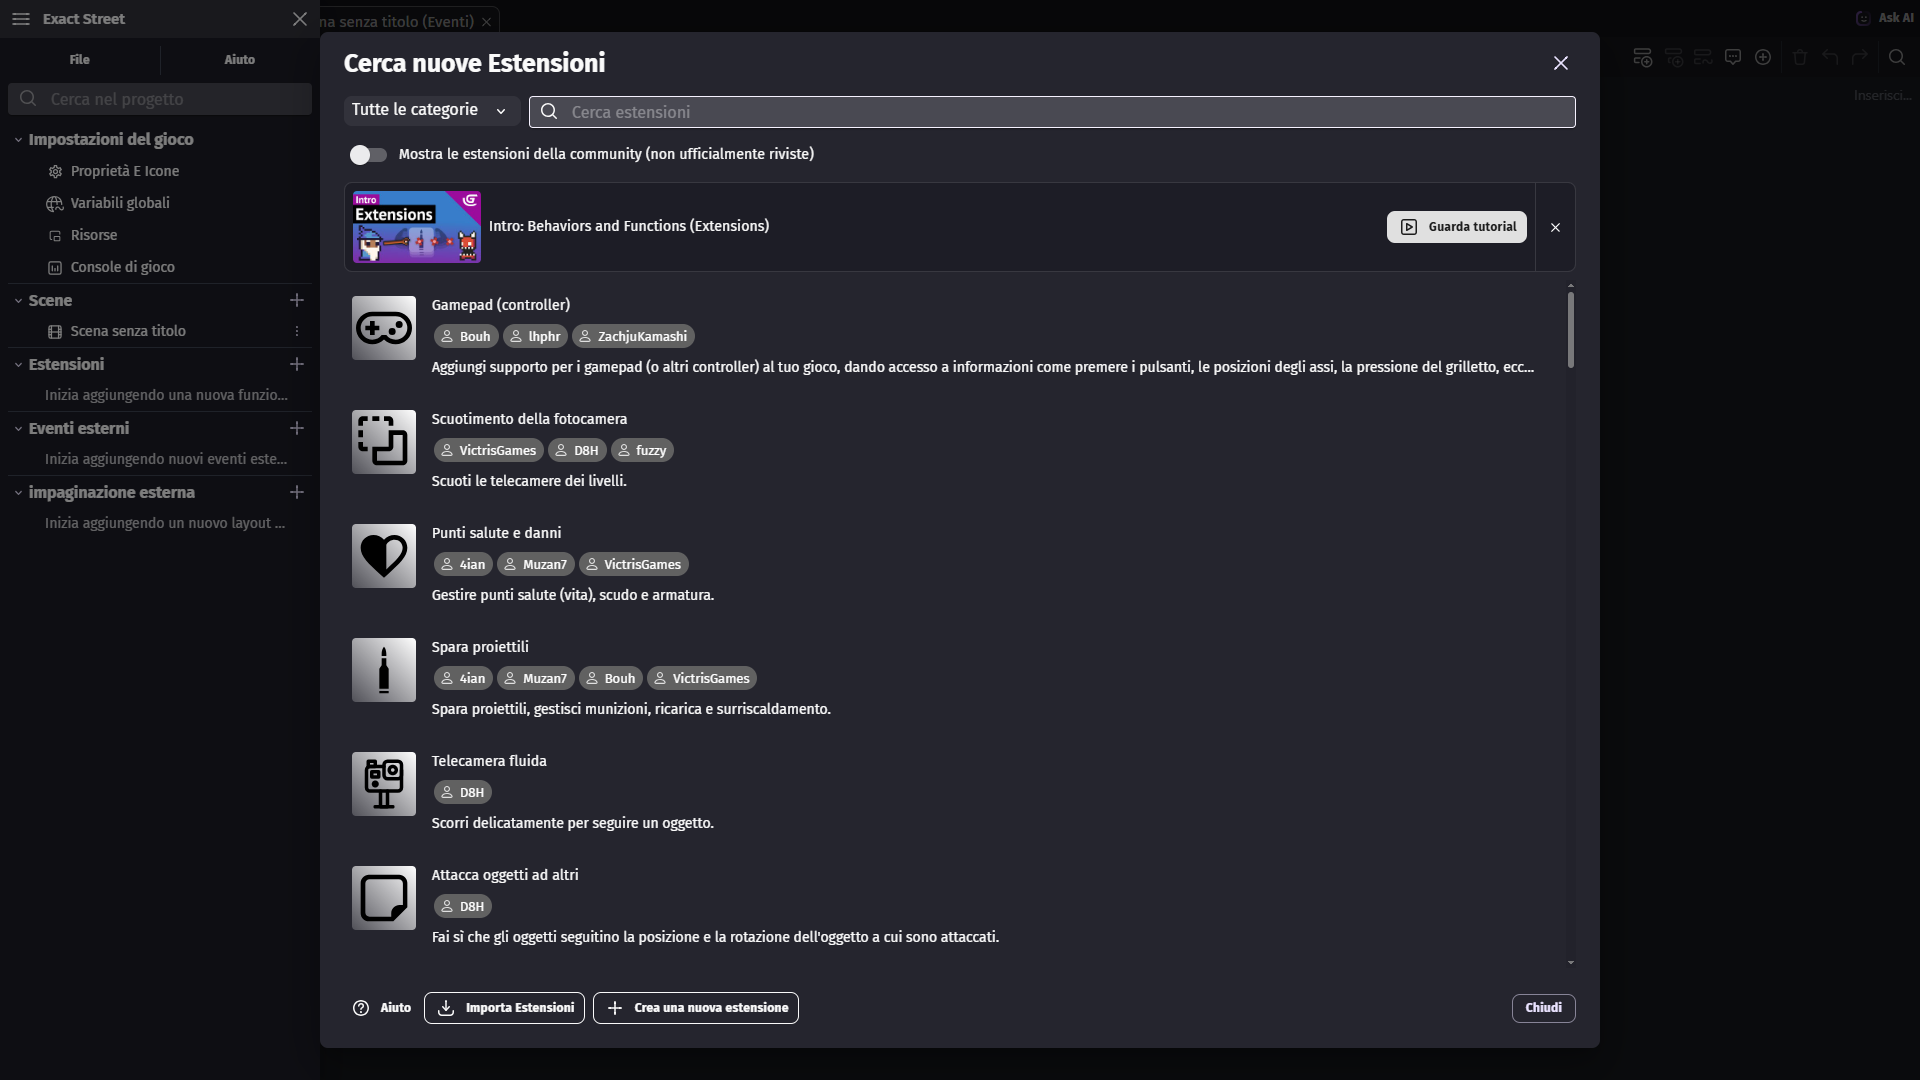 Exact Street
na senza titolo (Eventi)
Ask AI
File
Aiuto
Cerca nel progetto
Inserisci...
Impostazioni del gioco
Proprietà E Icone
Variabili globali
Risorse
Console di gioco
Scene
Scena senza titolo
Estensioni
Inizia aggiungendo una nuova funzio...
Eventi esterni
Inizia aggiungendo nuovi eventi este...
impaginazione esterna
Inizia aggiungendo un nuovo layout ...
Cerca nuove Estensioni
Tutte le categorie
Cerca estensioni
Mostra le estensioni della community (non ufficialmente riviste)
Intro
Extensions
Intro: Behaviors and Functions (Extensions)
Guarda tutorial
Gamepad (controller)
Bouh lhphr ZachjuKamashi
Aggiungi supporto per i gamepad (o altri controller) al tuo gioco, dando accesso a informazioni come premere i pulsanti, le posizioni degli assi, la pressione del grilletto, ecc...
Scuotimento della fotocamera
VictrisGames D8H fuzzy
Scuoti le telecamere dei livelli.
Punti salute e danni
4ian Muzan7 VictrisGames
Gestire punti salute (vita), scudo e armatura.
Spara proiettili
4ian Muzan7 Bouh VictrisGames
Spara proiettili, gestisci munizioni, ricarica e surriscaldamento.
Telecamera fluida
D8H
Scorri delicatamente per seguire un oggetto.
Attacca oggetti ad altri
D8H
Fai sì che gli oggetti seguitino la posizione e la rotazione dell'oggetto a cui sono attaccati.
Aiuto
Importa Estensioni
Crea una nuova estensione
Chiudi